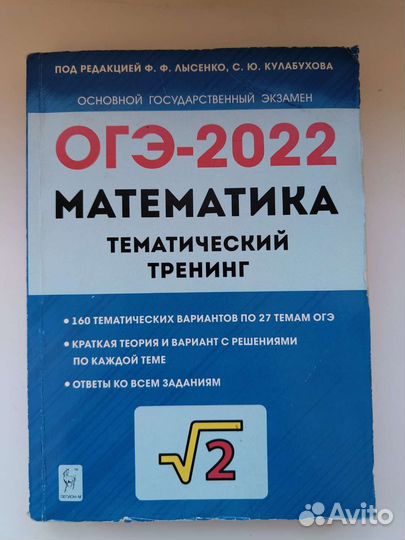 ПОД РЕДАКЦИЕЙ Ф. Ф. ЛЫСЕНКО, С. Ю. КУЛАБУХОВА
ОСНОВНОЙ ГОСУДАРСТВЕННЫЙ ЭКЗАМЕН
ОГЭ-2022
МАТЕМАТИКА
ТЕМАТИЧЕСКИЙ
ТРЕНИНГ
• 160 ТЕМАТИЧЕСКИХ ВАРИАНТОВ ПО 27 ТЕМАМ ОГЭ
• КРАТКАЯ ТЕОРИЯ И ВАРИАНТ С РЕШЕНИЯМИ
ПО КАЖДОЙ ТЕМЕ
• ОТВЕТЫ КО ВСЕМ ЗАДАНИЯМ
√2
ЛЕГИОН-М
Avito